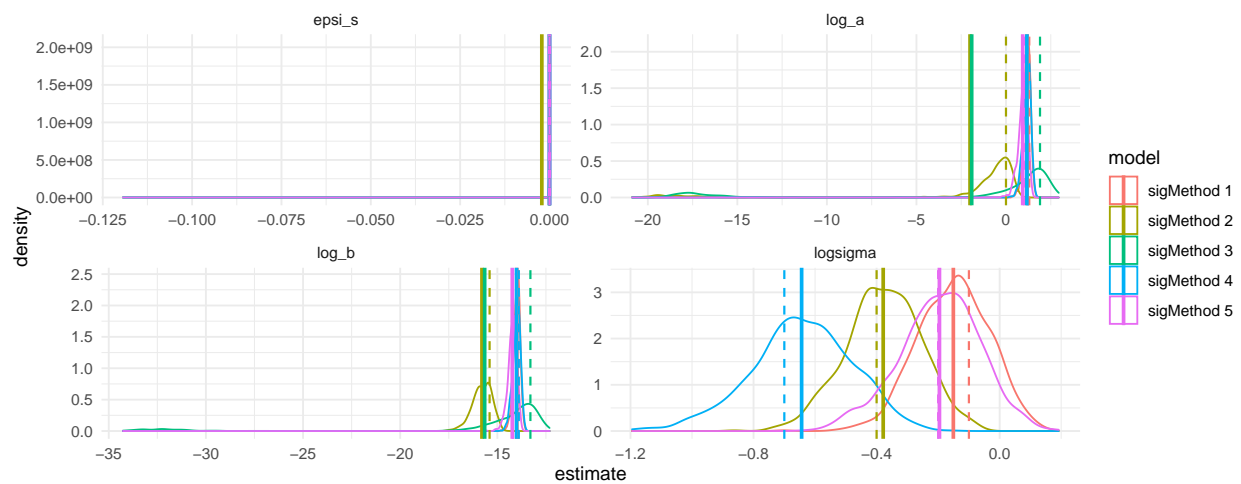 epsi_s
log_a
2.0e+09
1.5e+09
1.0e+09
5.0e+08
0.0e+00
−0.125
−0.100
−0.075
−0.050
−0.025
0.000
2.0
1.5
1.0
0.5
0.0
−20
−15
−10
−5
0
log_b
logsigma
2.5
2.0
1.5
1.0
0.5
0.0
−35
−30
−25
−20
−15
3
2
1
0
−1.2
−0.8
−0.4
0.0
density
estimate
model
sigMethod 1
sigMethod 2
sigMethod 3
sigMethod 4
sigMethod 5